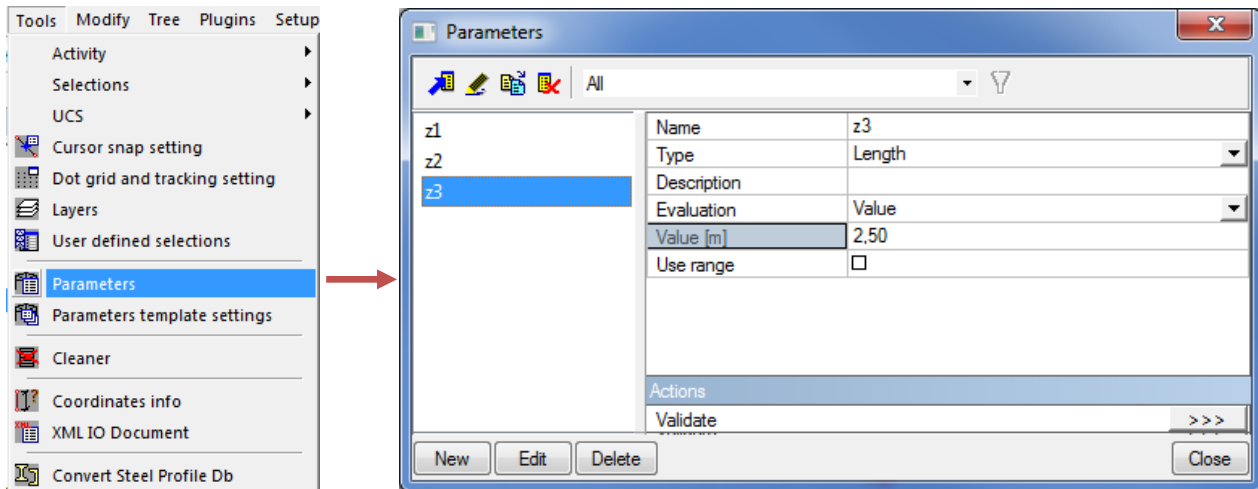 Tools Modify Tree Plugins Setup
Activity
Selections
UCS
Cursor snap setting
Dot grid and tracking setting
Layers
User defined selections
Parameters
Parameters template settings
Cleaner
Coordinates info
XML IO Document
Convert Steel Profile Db
Parameters
All
z1
z2
z3
Name z3
Type Length
Description
Evaluation Value
Value [m] 2,50
Use range
Actions
Validate >>>
New Edit Delete Close